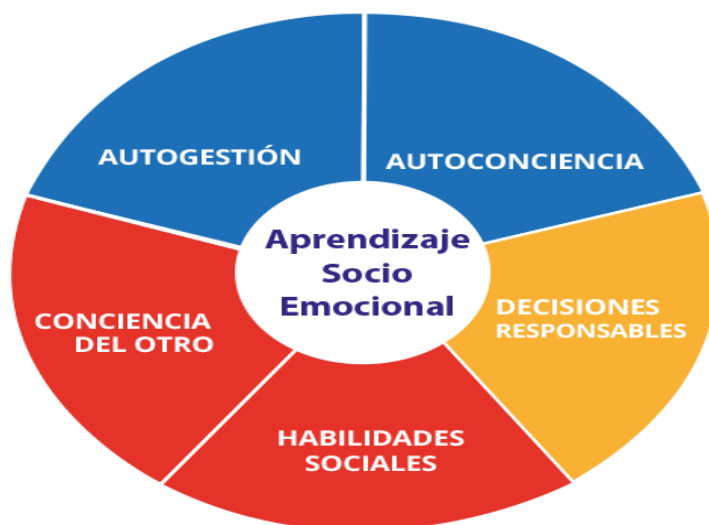 AUTOGESTIÓN
AUTOCONCIENCIA
Aprendizaje
Socio
Emocional
CONCIENCIA
DEL OTRO
DECISIONES
RESPONSABLES
HABILIDADES
SOCIALES